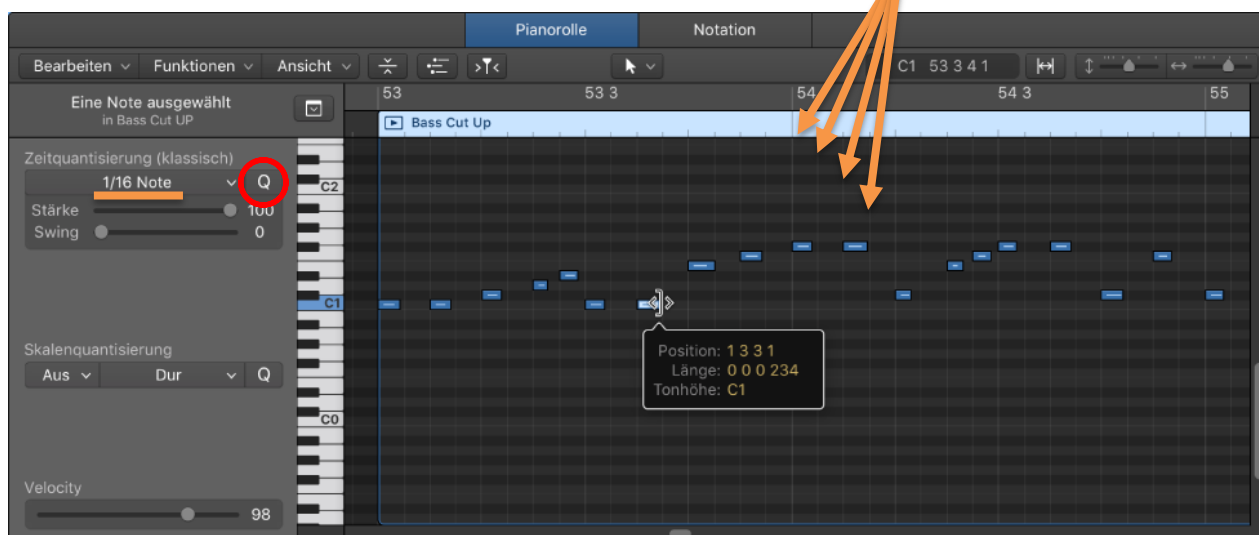 Pianorolle Notation
Bearbeiten Funktionen Ansicht C1 53 3 4 1
Eine Note ausgewählt
in Bass Cut UP
53 53 3 54 54 3 55
Bass Cut Up
Zeitquantisierung (klassisch)
1/16 Note Q
C2
Stärke 100
Swing 0
C1
Position: 1 3 3 1
Länge: 0 0 0 234
Tonhöhe: C1
Skalenquantisierung
Aus Dur Q
C0
Velocity
98